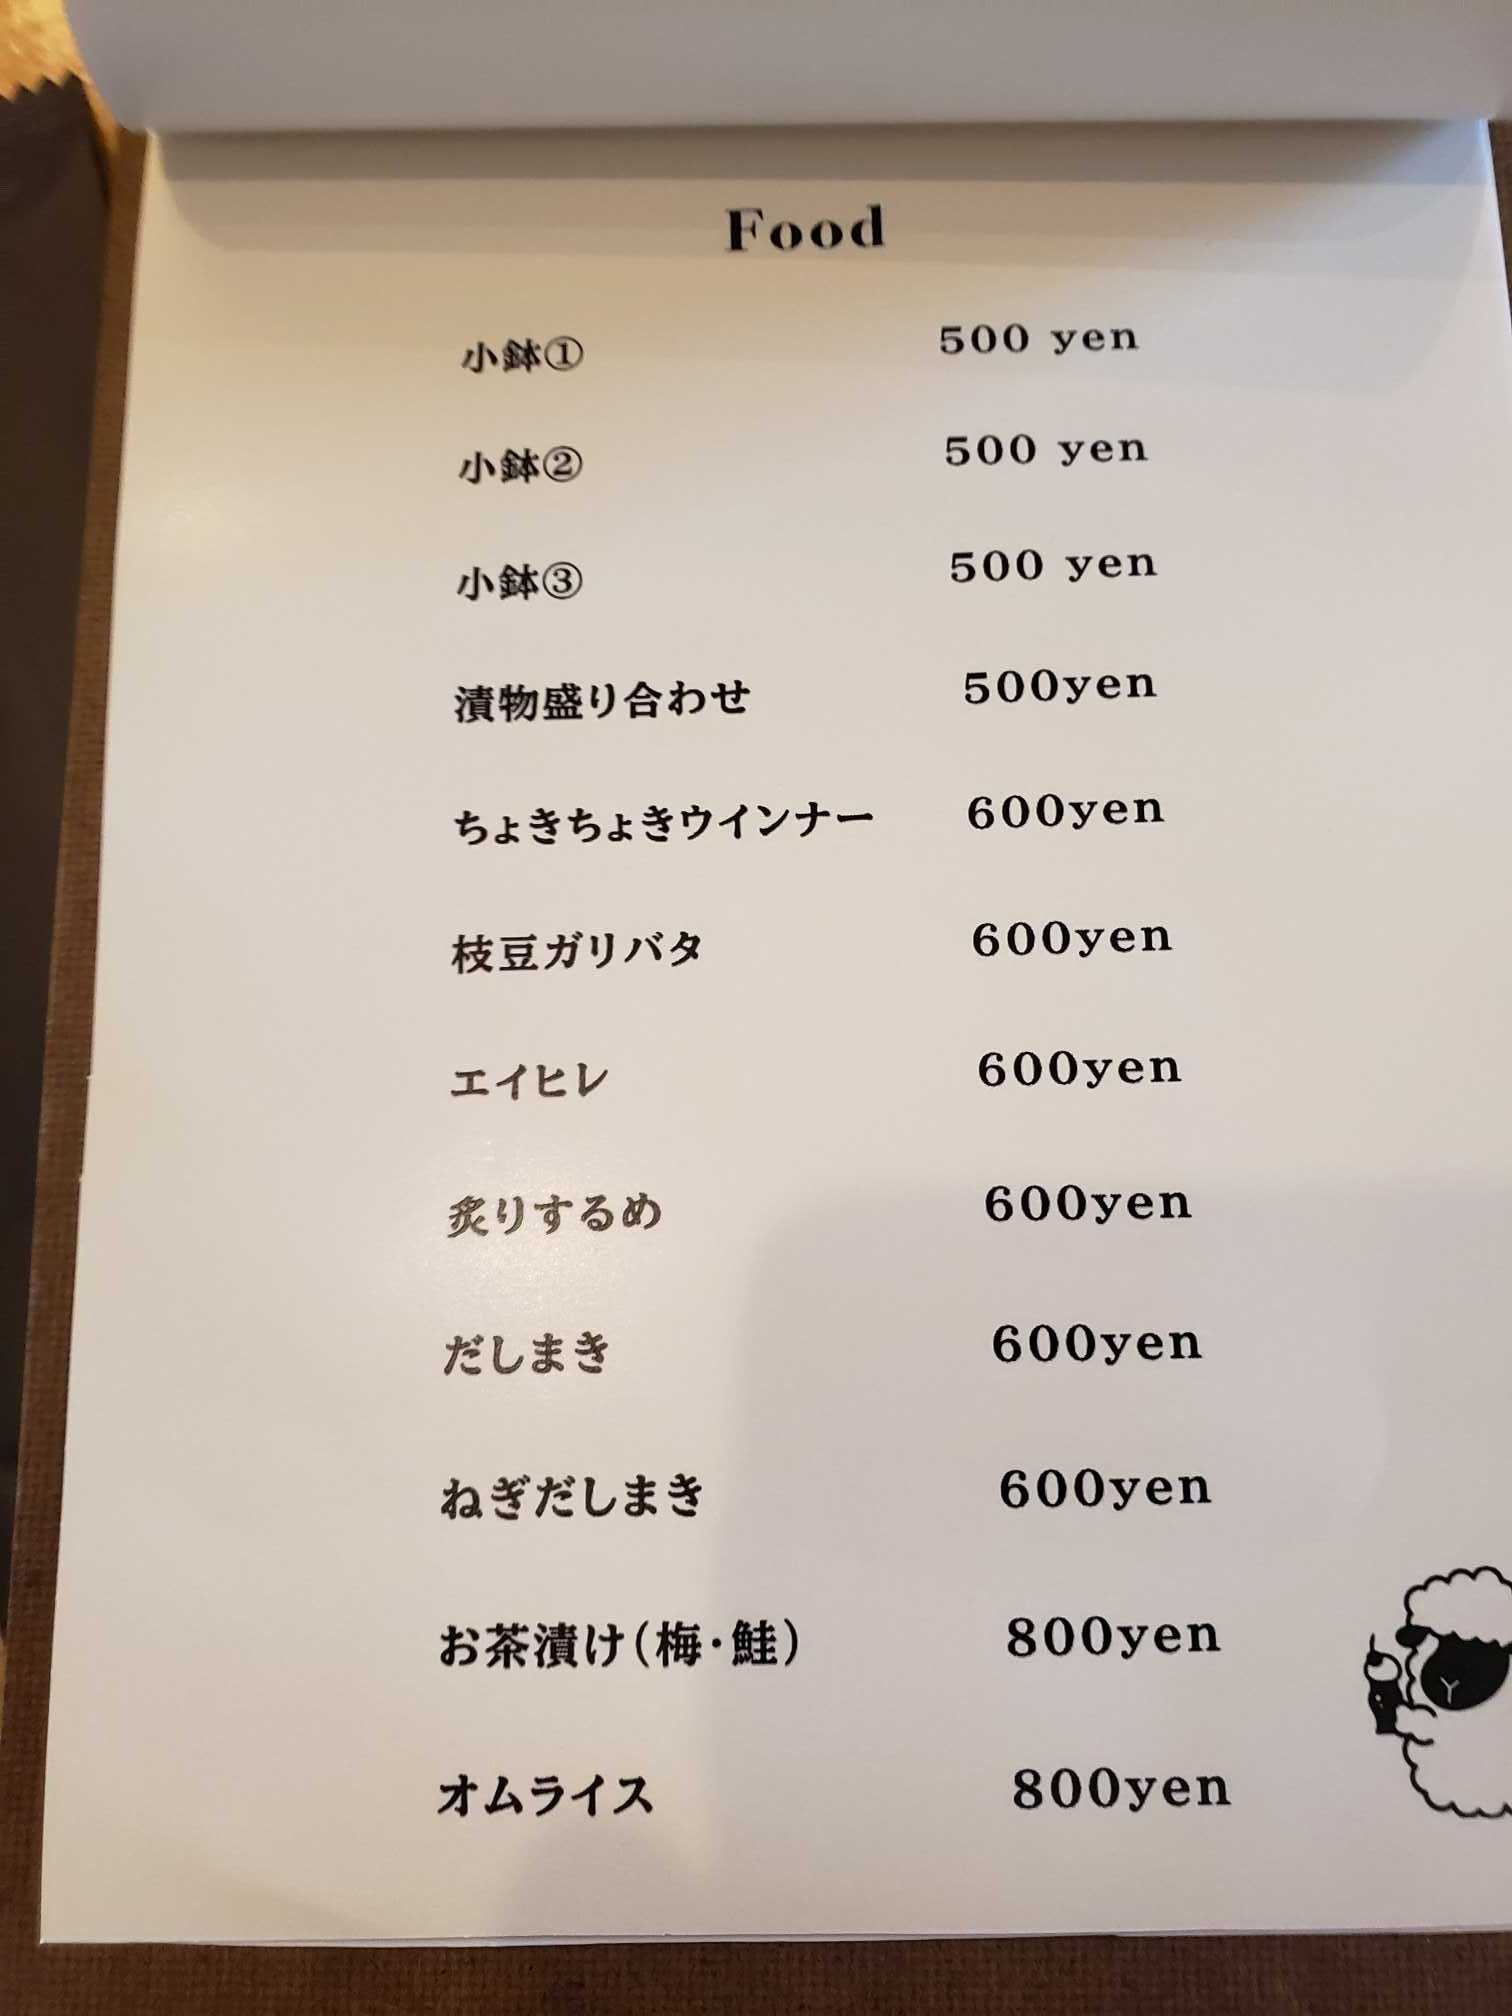 Food
小鉢① 500 yen
小鉢② 500 yen
小鉢③ 500 yen
漬物盛り合わせ 500yen
ちょきちょきウインナー 600yen
枝豆ガリバタ 600yen
エイヒレ 600yen
炙りするめ 600yen
だしまき 600yen
ねぎだしまき 600yen
お茶漬け(梅・鮭) 800yen
オムライス 800yen